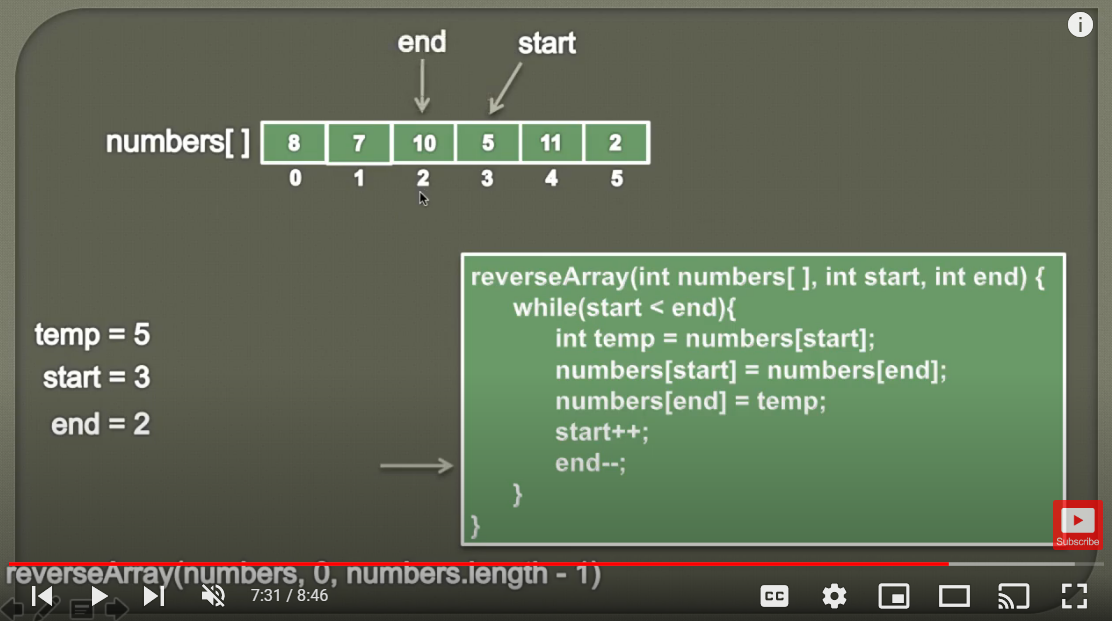 end start
numbers[ ] 8 7 10 5 11 2
0 1 2 3 4 5
reverseArray(int numbers[ ], int start, int end) {
while(start < end){
int temp = numbers[start];
numbers[start] = numbers[end];
numbers[end] = temp;
start++;
end--;
}
}
temp = 5
start = 3
end = 2
Subscribe
reverseArray(numbers, 0, numbers.length - 1)
7:31 / 8:46
CC
i